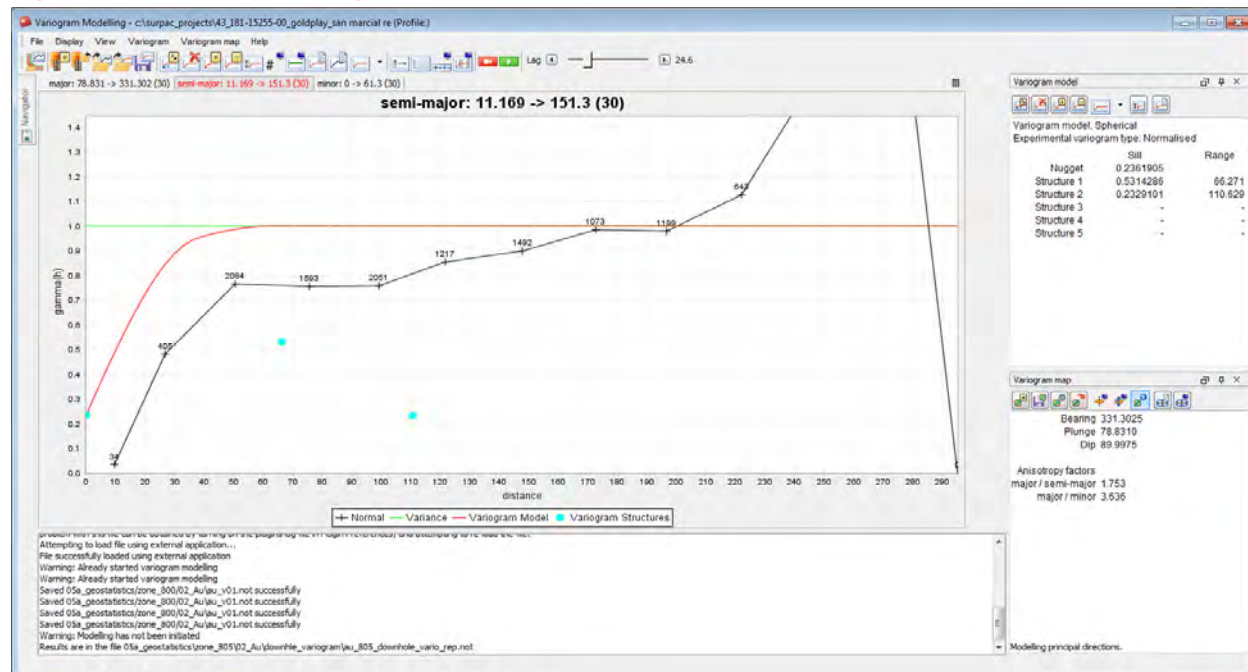 Variogram Modelling - c:\surpac_projects\43_181-15255-00_goldplay_san marcial re (Profile:)
File Display View Variogram Variogram map Help
Lag 24.6
Navigator
major: 78.831 -> 331.302 (30) semi-major: 11.169 -> 151.3 (30) minor: 0 -> 61.3 (30)
semi-major: 11.169 -> 151.3 (30)
gamma(h)
1.4
1.3
1.2
1.1
1.0
0.9
0.8
0.7
0.6
0.5
0.4
0.3
0.2
0.1
0.0
34
405
2064
1693
2051
1217
1492
1073
1199
643
0 10 20 30 40 50 60 70 80 90 100 110 120 130 140 150 160 170 180 190 200 210 220 230 240 250 260 270 280 290
distance
Normal Variance Variogram Model Variogram Structures
Attempting to load file using external application...
File successfully loaded using external application
Warning: Already started variogram modelling
Warning: Already started variogram modelling
Saved 05a_geostatistics/zone_800/02_Au\au_v01.not successfully
Saved 05a_geostatistics/zone_800/02_Au\au_v01.not successfully
Saved 05a_geostatistics/zone_800/02_Au\au_v01.not successfully
Saved 05a_geostatistics/zone_800/02_Au\au_v01.not successfully
Warning: Modelling has not been initiated
Results are in the file 05a_geostatistics\zone_805\02_Au\downhle_variogram\au_805_downhole_vario_rep.not
Variogram model
Variogram model: Spherical
Experimental variogram type: Normalised
Sill Range
Nugget 0.2361905
Structure 1 0.5314286 66.271
Structure 2 0.2329101 110.629
Structure 3 - -
Structure 4 - -
Structure 5 - -
Variogram map
Bearing 331.3025
Plunge 78.8310
Dip 89.9975
Anisotropy factors
major / semi-major 1.753
major / minor 3.636
Modelling principal directions.